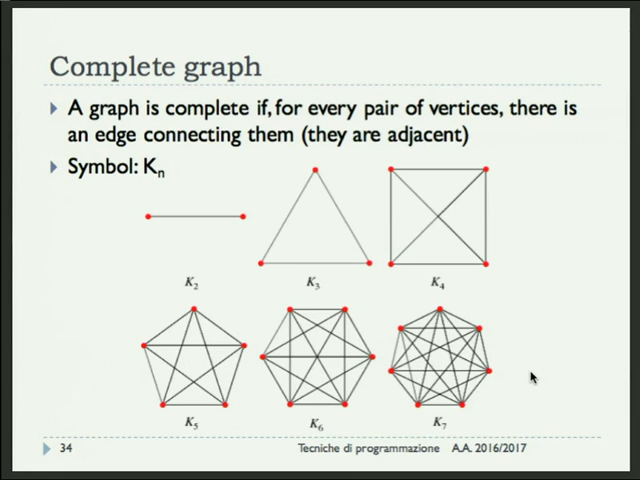 Complete graph
A graph is complete if, for every pair of vertices, there is
an edge connecting them (they are adjacent)
Symbol: Kn
K2 K3 K4
K5 K6 K7
34 Tecniche di programmazione A.A. 2016/2017